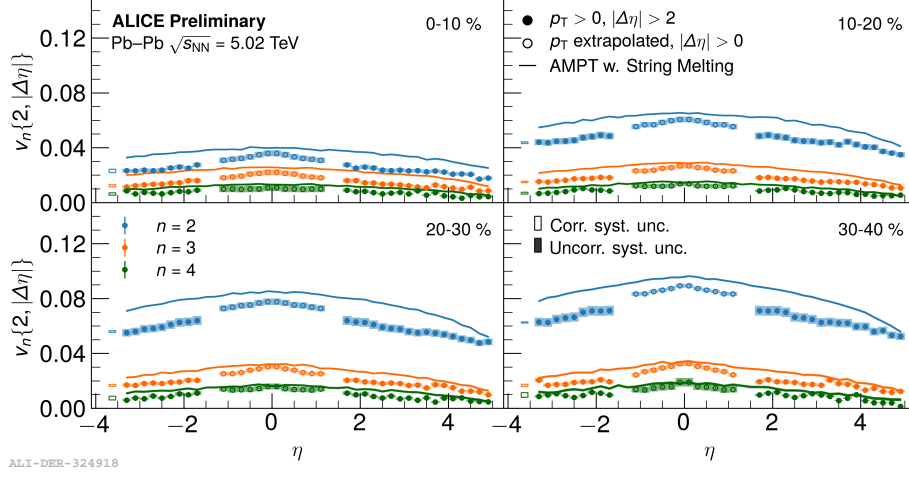 ALICE Preliminary
Pb–Pb √sNN = 5.02 TeV
0-10 %
pT > 0, |Δη| > 2
pT extrapolated, |Δη| > 0
AMPT w. String Melting
10-20 %
vn{2, |Δη|}
0.12
0.08
0.04
0.00
n = 2
n = 3
n = 4
20-30 %
Corr. syst. unc.
Uncorr. syst. unc.
30-40 %
vn{2, |Δη|}
0.12
0.08
0.04
0.00
−4 −2 0 2 4 −4 −2 0 2 4
η η
ALI-DER-324918